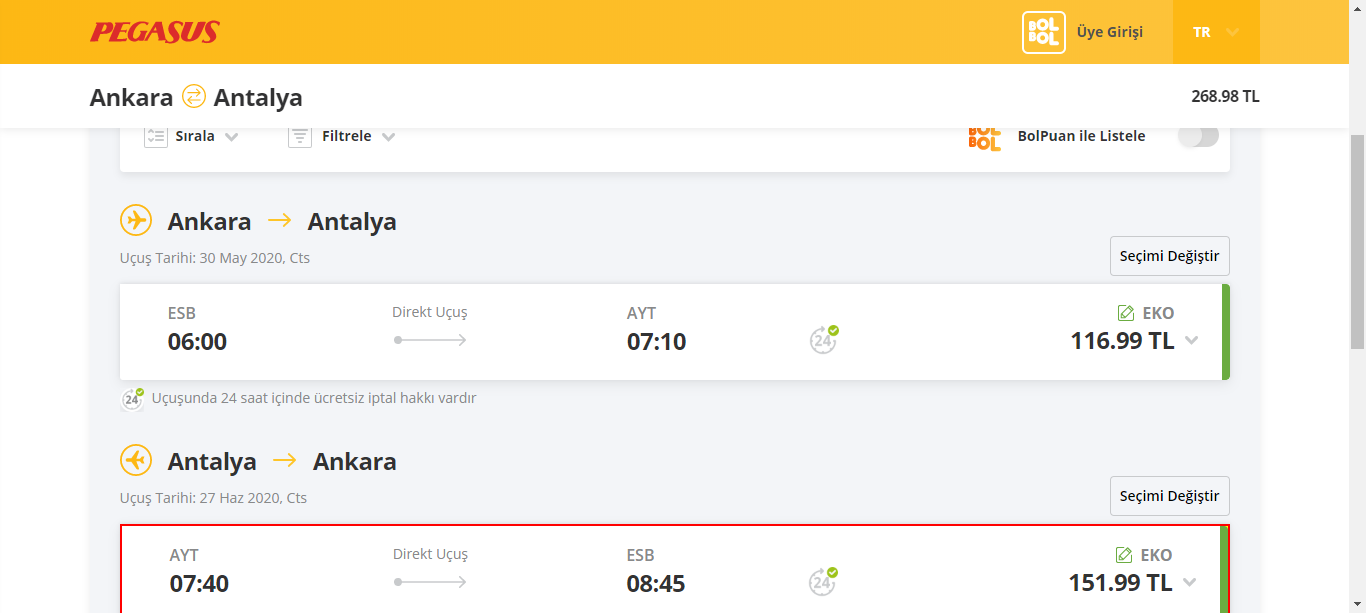 PEGASUS
BOL BOL
Üye Girişi
TR
Ankara Antalya
268.98 TL
Sırala
Filtrele
BOL BOL
BolPuan ile Listele
Ankara → Antalya
Uçuş Tarihi: 30 May 2020, Cts
Seçimi Değiştir
ESB Direkt Uçuş AYT EKO
06:00 07:10 24 116.99 TL
24 Uçuşunda 24 saat içinde ücretsiz iptal hakkı vardır
Antalya → Ankara
Uçuş Tarihi: 27 Haz 2020, Cts
Seçimi Değiştir
AYT Direkt Uçuş ESB EKO
07:40 08:45 24 151.99 TL